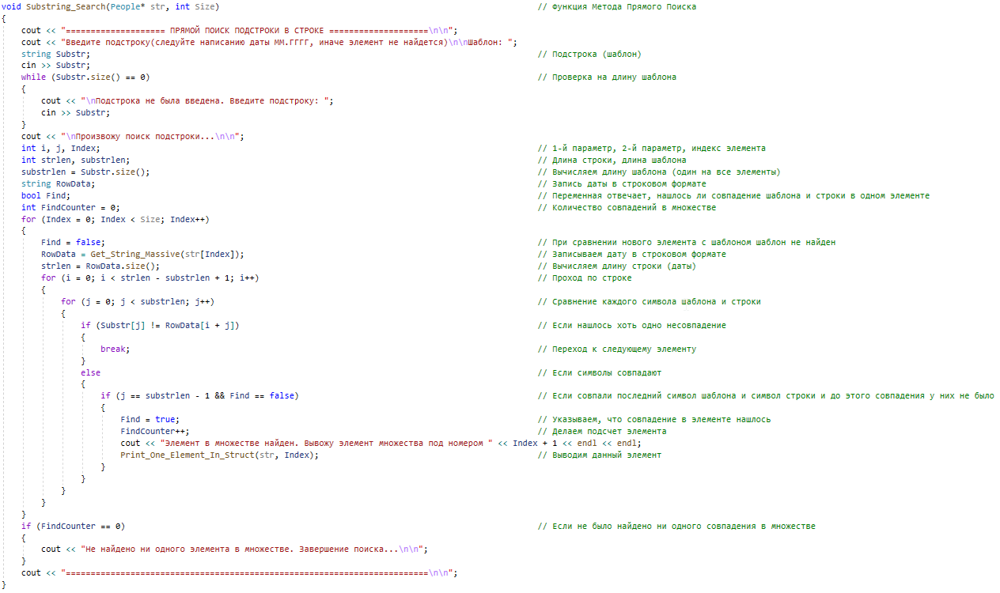 void Substring_Search(People* str, int Size) // Функция Метода Прямого Поиска
{
cout << "==================== ПРЯМОЙ ПОИСК ПОДСТРОКИ В СТРОКЕ ====================\n\n";
cout << "Введите подстроку(следуйте написанию даты ММ.ГГГГ, иначе элемент не найдется)\n\nШаблон: ";
string Substr; // Подстрока (шаблон)
cin >> Substr;
while (Substr.size() == 0) // Проверка на длину шаблона
{
cout << "\nПодстрока не была введена. Введите подстроку: ";
cin >> Substr;
}
cout << "\nПроизвожу поиск подстроки...\n\n";
int i, j, Index; // 1-й параметр, 2-й параметр, индекс элемента
int strlen, substrlen; // Длина строки, длина шаблона
substrlen = Substr.size(); // Вычисляем длину шаблона (один на все элементы)
string RowData; // Запись даты в строковом формате
bool Find; // Переменная отвечает, нашлось ли совпадение шаблона и строки в одном элементе
int FindCounter = 0; // Количество совпадений в множестве
for (Index = 0; Index < Size; Index++)
{
Find = false; // При сравнении нового элемента с шаблоном шаблон не найден
RowData = Get_String_Massive(str[Index]); // Записываем дату в строковом формате
strlen = RowData.size(); // Вычисляем длину строки (даты)
for (i = 0; i < strlen - substrlen + 1; i++) // Проход по строке
{
for (j = 0; j < substrlen; j++) // Сравнение каждого символа шаблона и строки
{
if (Substr[j] != RowData[i + j]) // Если нашлось хоть одно несовпадение
{
break; // Переход к следующему элементу
}
else // Если символы совпадают
{
if (j == substrlen - 1 && Find == false) // Если совпали последний символ шаблона и символ строки и до этого совпадения у них не было
{
Find = true; // Указываем, что совпадение в элементе нашлось
FindCounter++; // Делаем подсчет элемента
cout << "Элемент в множестве найден. Вывожу элемент множества под номером " << Index + 1 << endl << endl;
Print_One_Element_In_Struct(str, Index); // Выводим данный элемент
}
}
}
}
}
if (FindCounter == 0) // Если не было найдено ни одного совпадения в множестве
{
cout << "Не найдено ни одного элемента в множестве. Завершение поиска...\n\n";
}
cout << "=========================================================================\n\n";
}